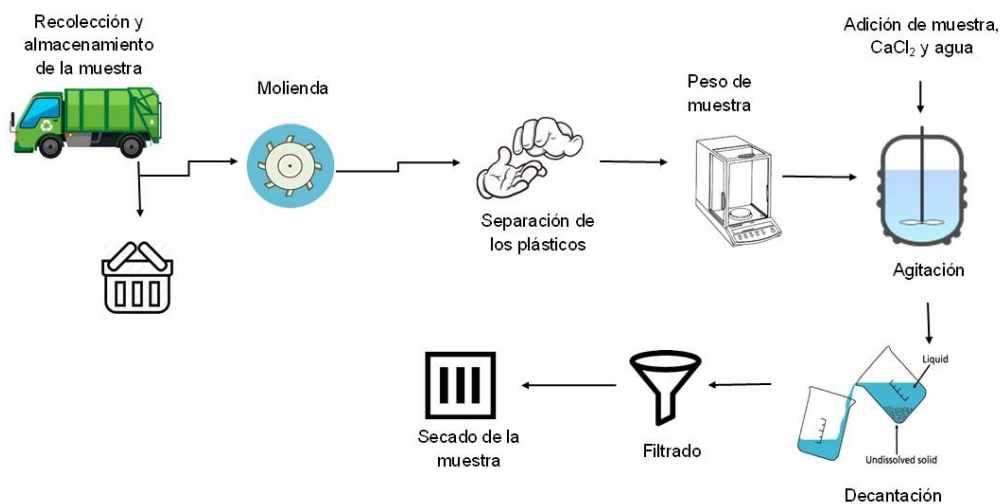 Recolección y
almacenamiento
de la muestra
Molienda
Separación de
los plásticos
Peso de
muestra
Adición de muestra,
CaCl₂ y agua
Agitación
Liquid
Undissolved solid
Decantación
Filtrado
Secado de la
muestra